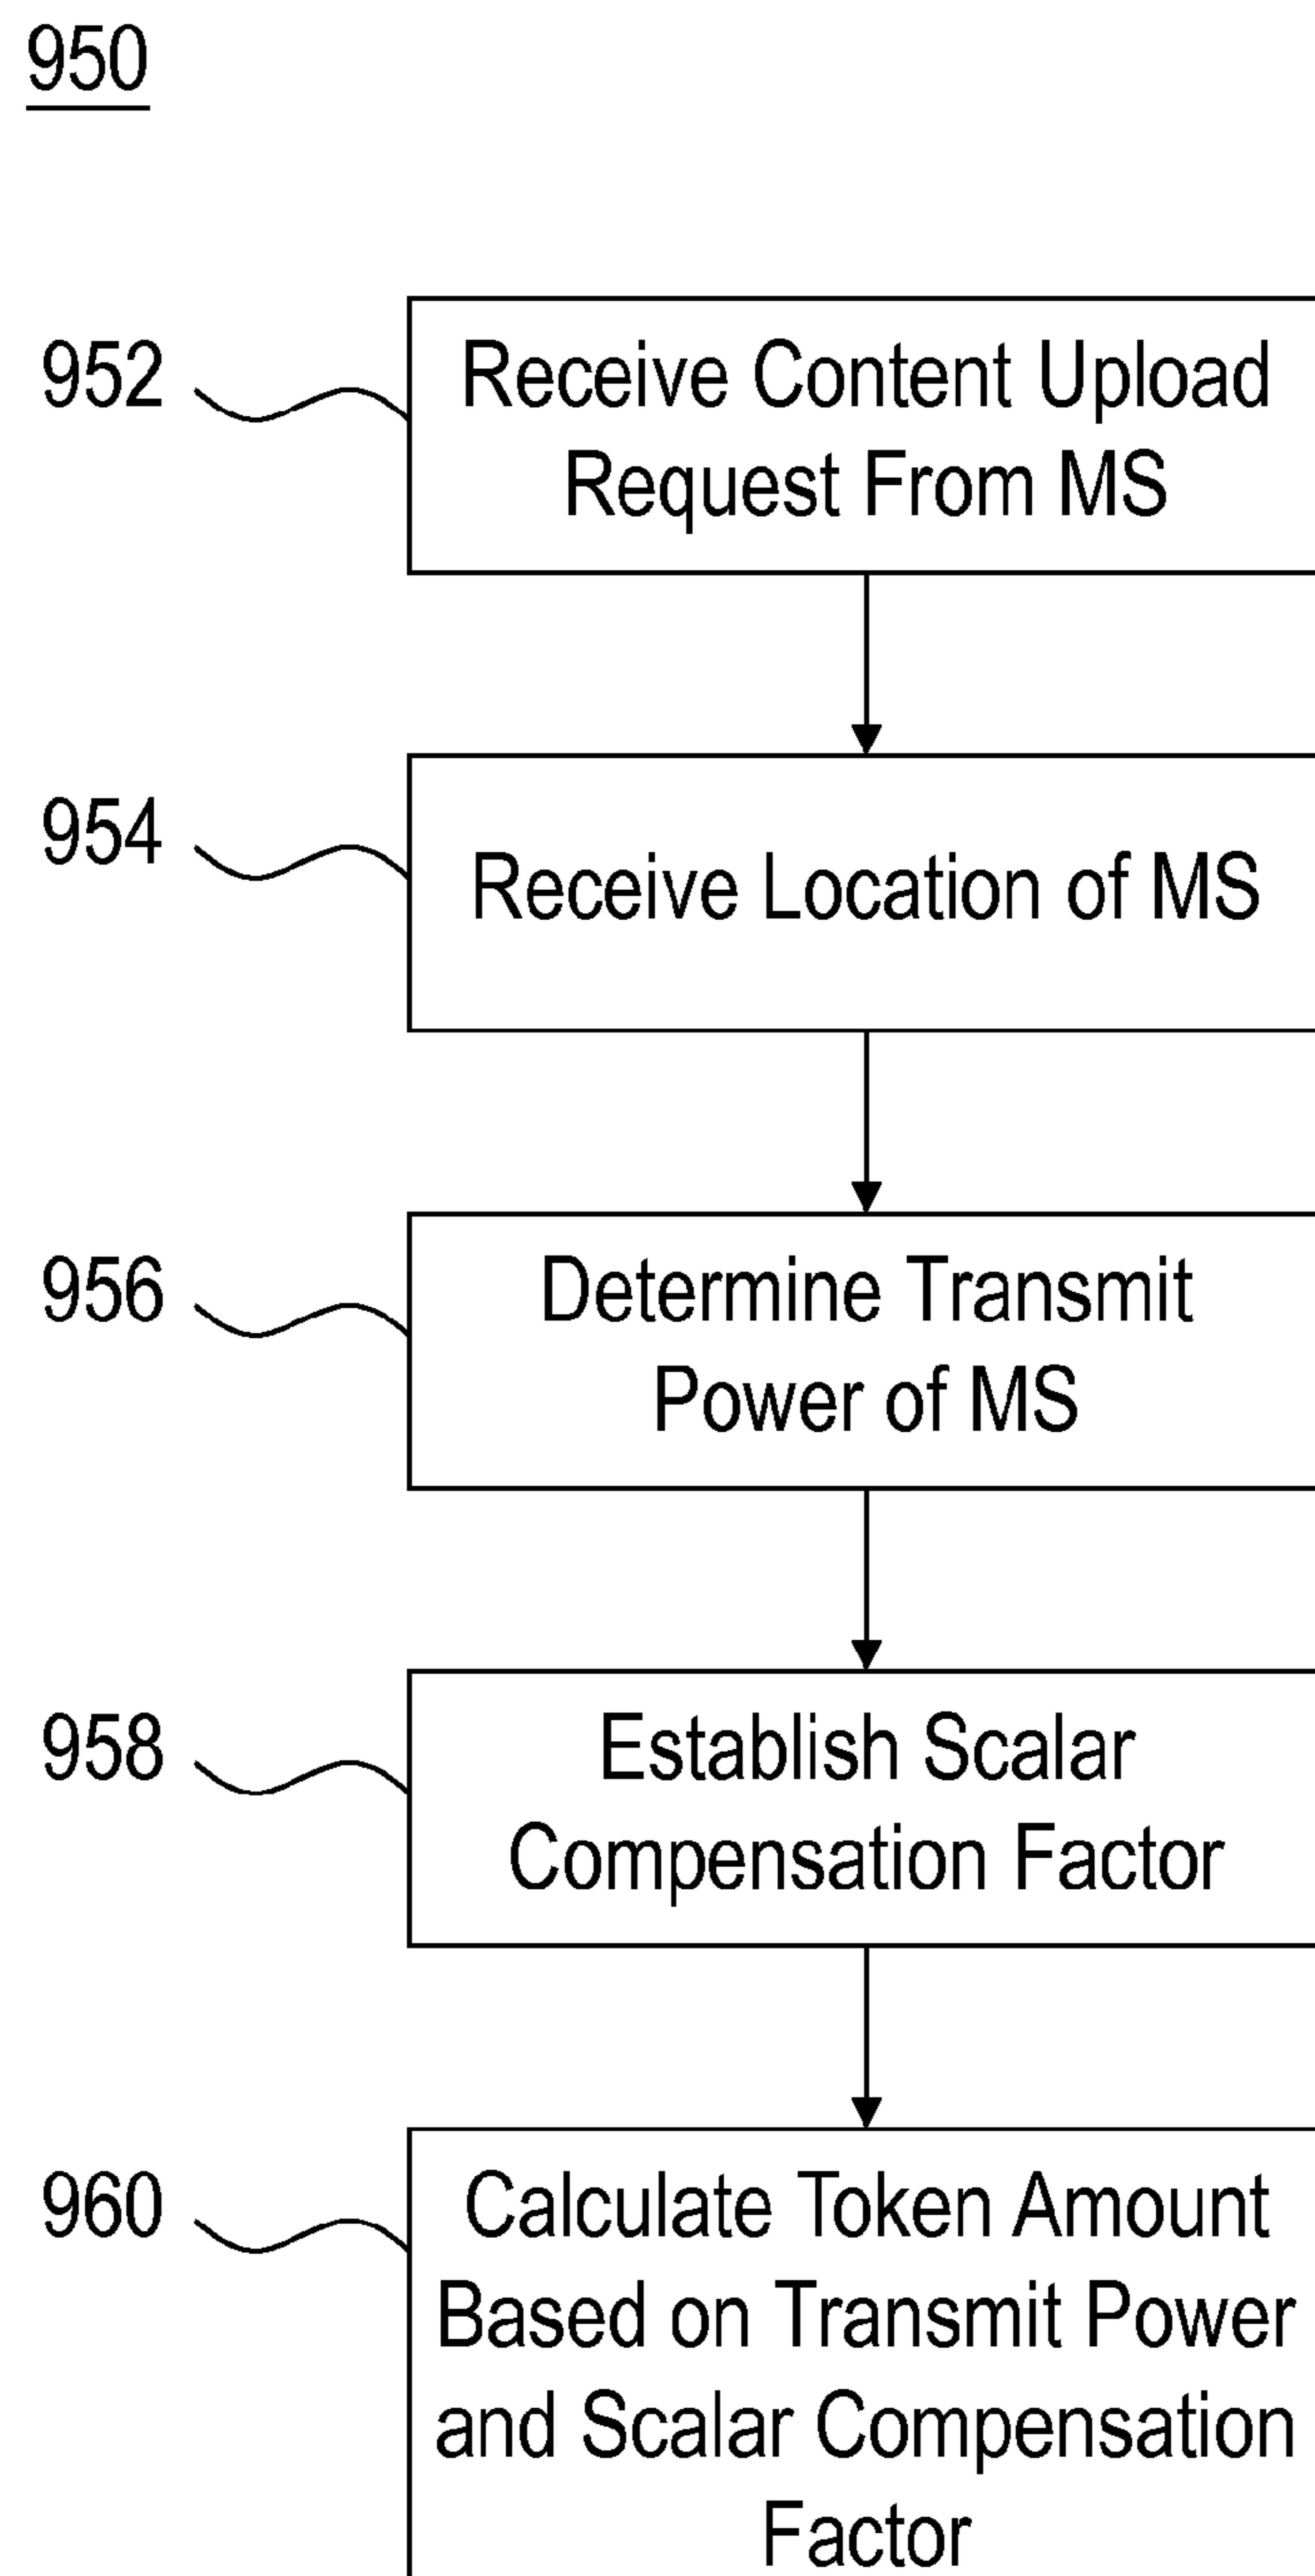 950
952
Receive Content Upload
Request From MS
954
Receive Location of MS
956
Determine Transmit
Power of MS
958
Establish Scalar
Compensation Factor
960
Calculate Token Amount
Based on Transmit Power
and Scalar Compensation
Factor